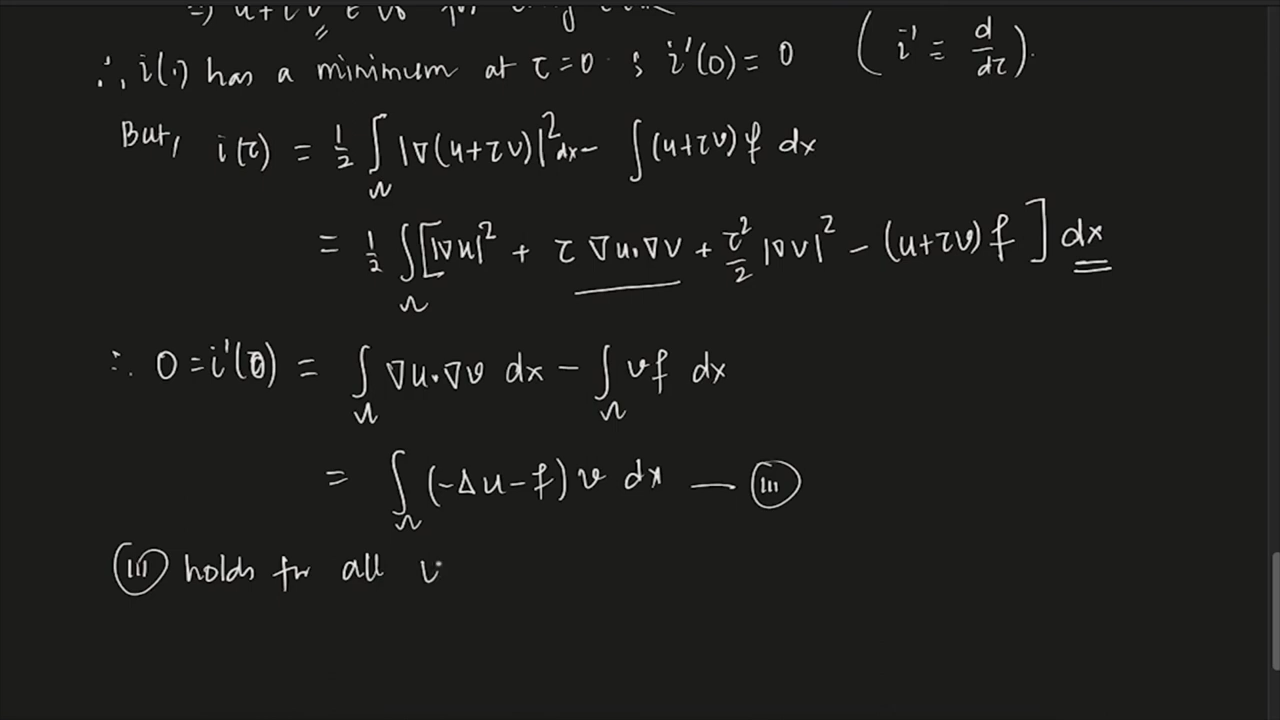 ∴ i(.) has a minimum at τ=0 ; i'(0) = 0 ( i' = d/dτ ).
But, i(τ) = 1/2 ∫_Ω |∇(u+τv)|² dx - ∫(u+τv) f dx
= 1/2 ∫_Ω [|∇u|² + τ ∇u.∇v + τ²/2 |∇v|² - (u+τv) f ] dx
∴ 0 = i'(0) = ∫_Ω ∇u.∇v dx - ∫_Ω vf dx
= ∫_Ω (-Δu-f) v dx — (iii)
(iii) holds for all v